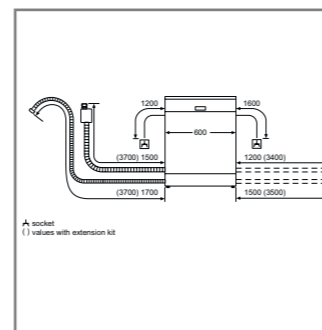 1200 1600
600
(3700) 1500 1200 (3400)
(3700) 1700 1500 (3500)
socket
( ) values with extension kit